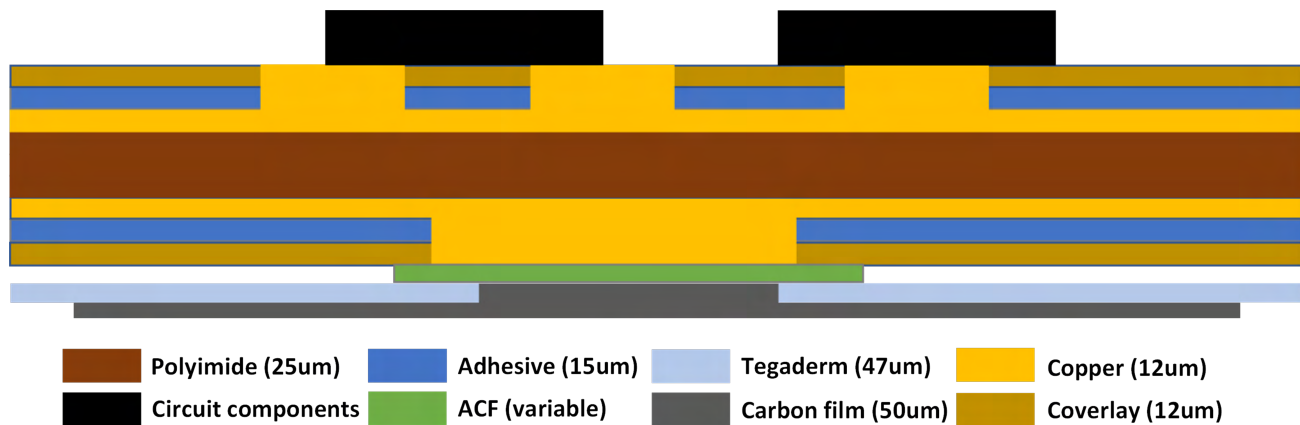 Polyimide (25um) Adhesive (15um) Tegaderm (47um) Copper (12um)
Circuit components ACF (variable) Carbon film (50um) Coverlay (12um)